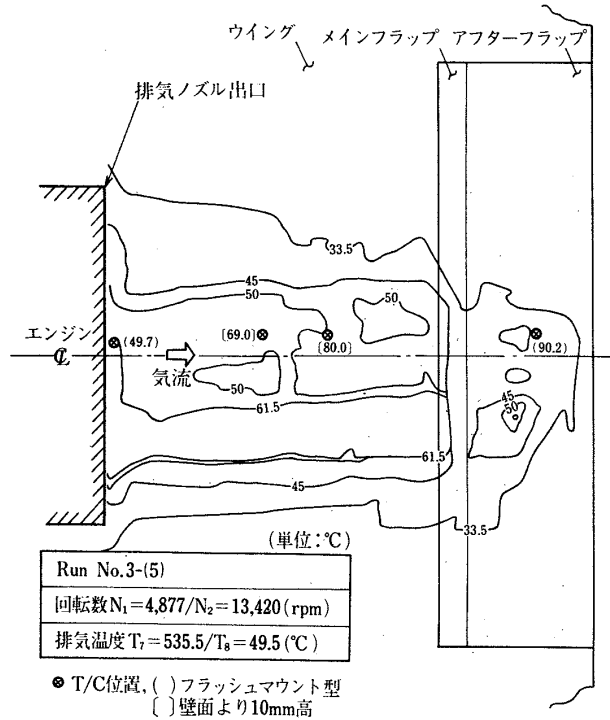 ウイング
メインフラップ アフターフラップ
排気ノズル出口
33.5
45
50
50
エンジン
℄
(49.7)
[69.0]
[80.0]
(90.2)
気流
50
61.5
45
50
61.5
45
33.5
(単位:℃)
Run No.3-(5)
回転数N₁=4,877/N₂=13,420(rpm)
排気温度T₇=535.5/T₈=49.5(℃)
⊗ T/C位置, ( )フラッシュマウント型
[ ]壁面より10mm高